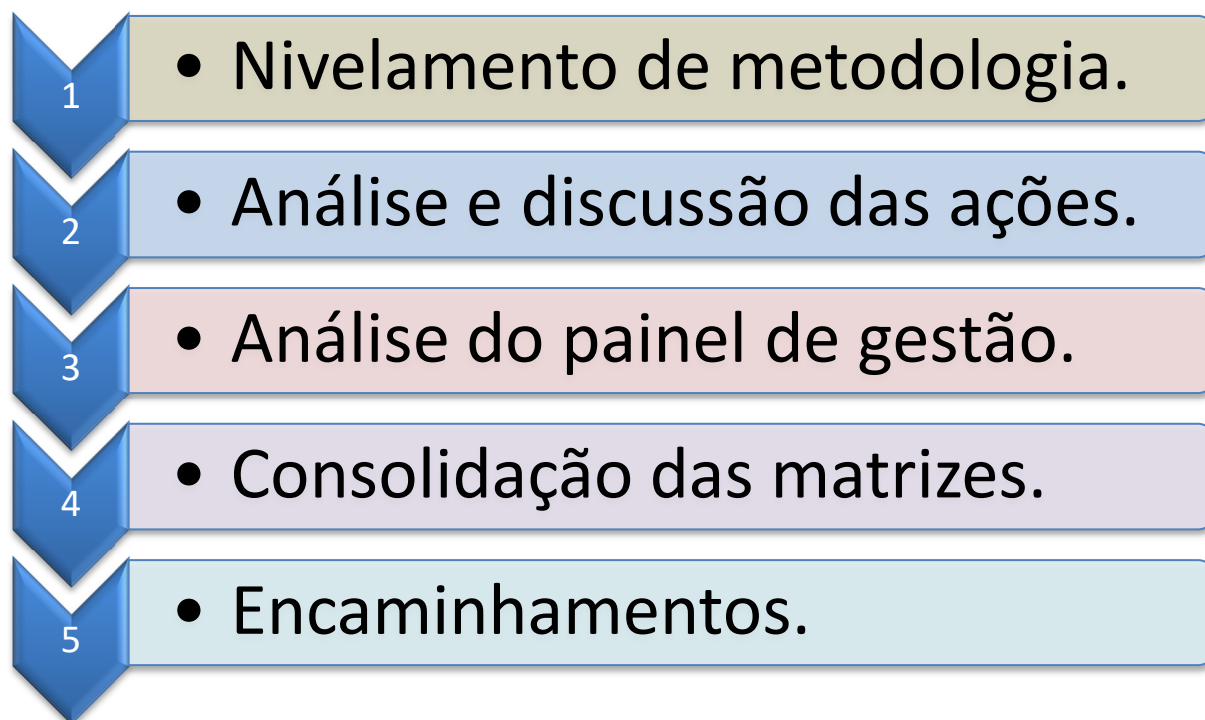 1
• Nivelamento de metodologia.
2
• Análise e discussão das ações.
3
• Análise do painel de gestão.
4
• Consolidação das matrizes.
5
• Encaminhamentos.